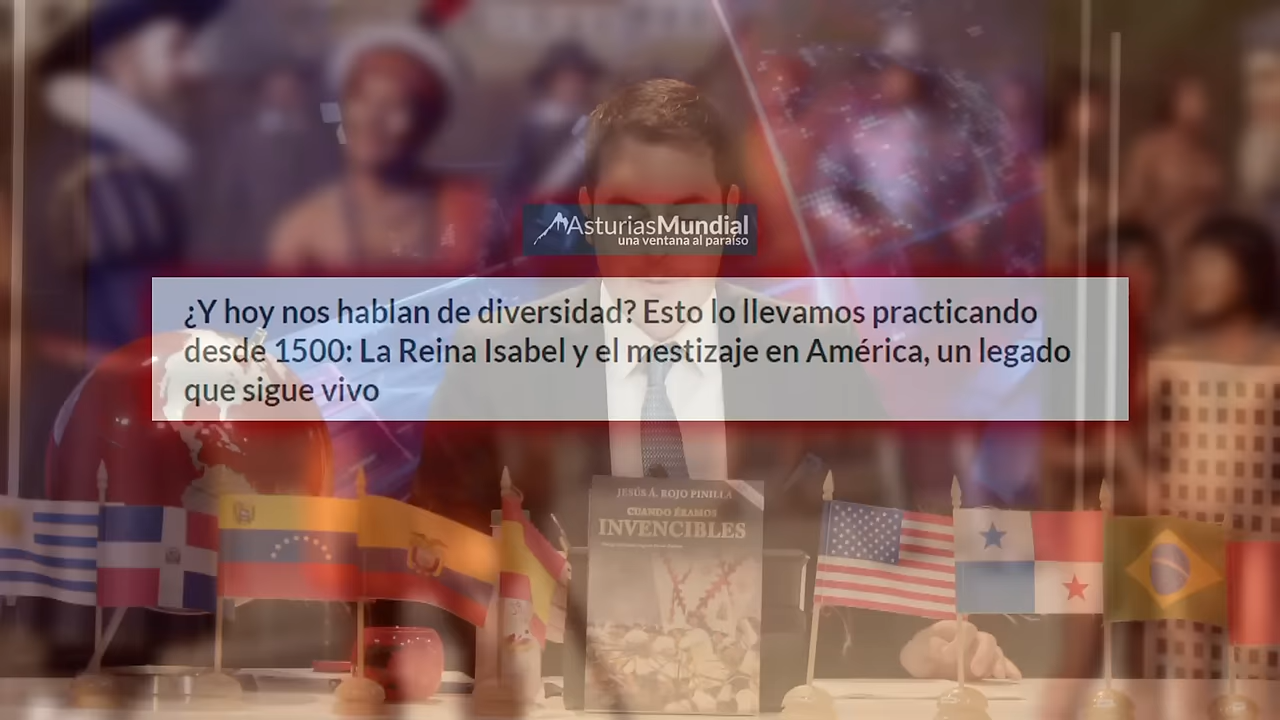 AsturiasMundial
una ventana al paraíso
¿Y hoy nos hablan de diversidad? Esto lo llevamos practicando
desde 1500: La Reina Isabel y el mestizaje en América, un legado
que sigue vivo
JESÚS Á. ROJO PINILLA
CUANDO ÉRAMOS
INVENCIBLES